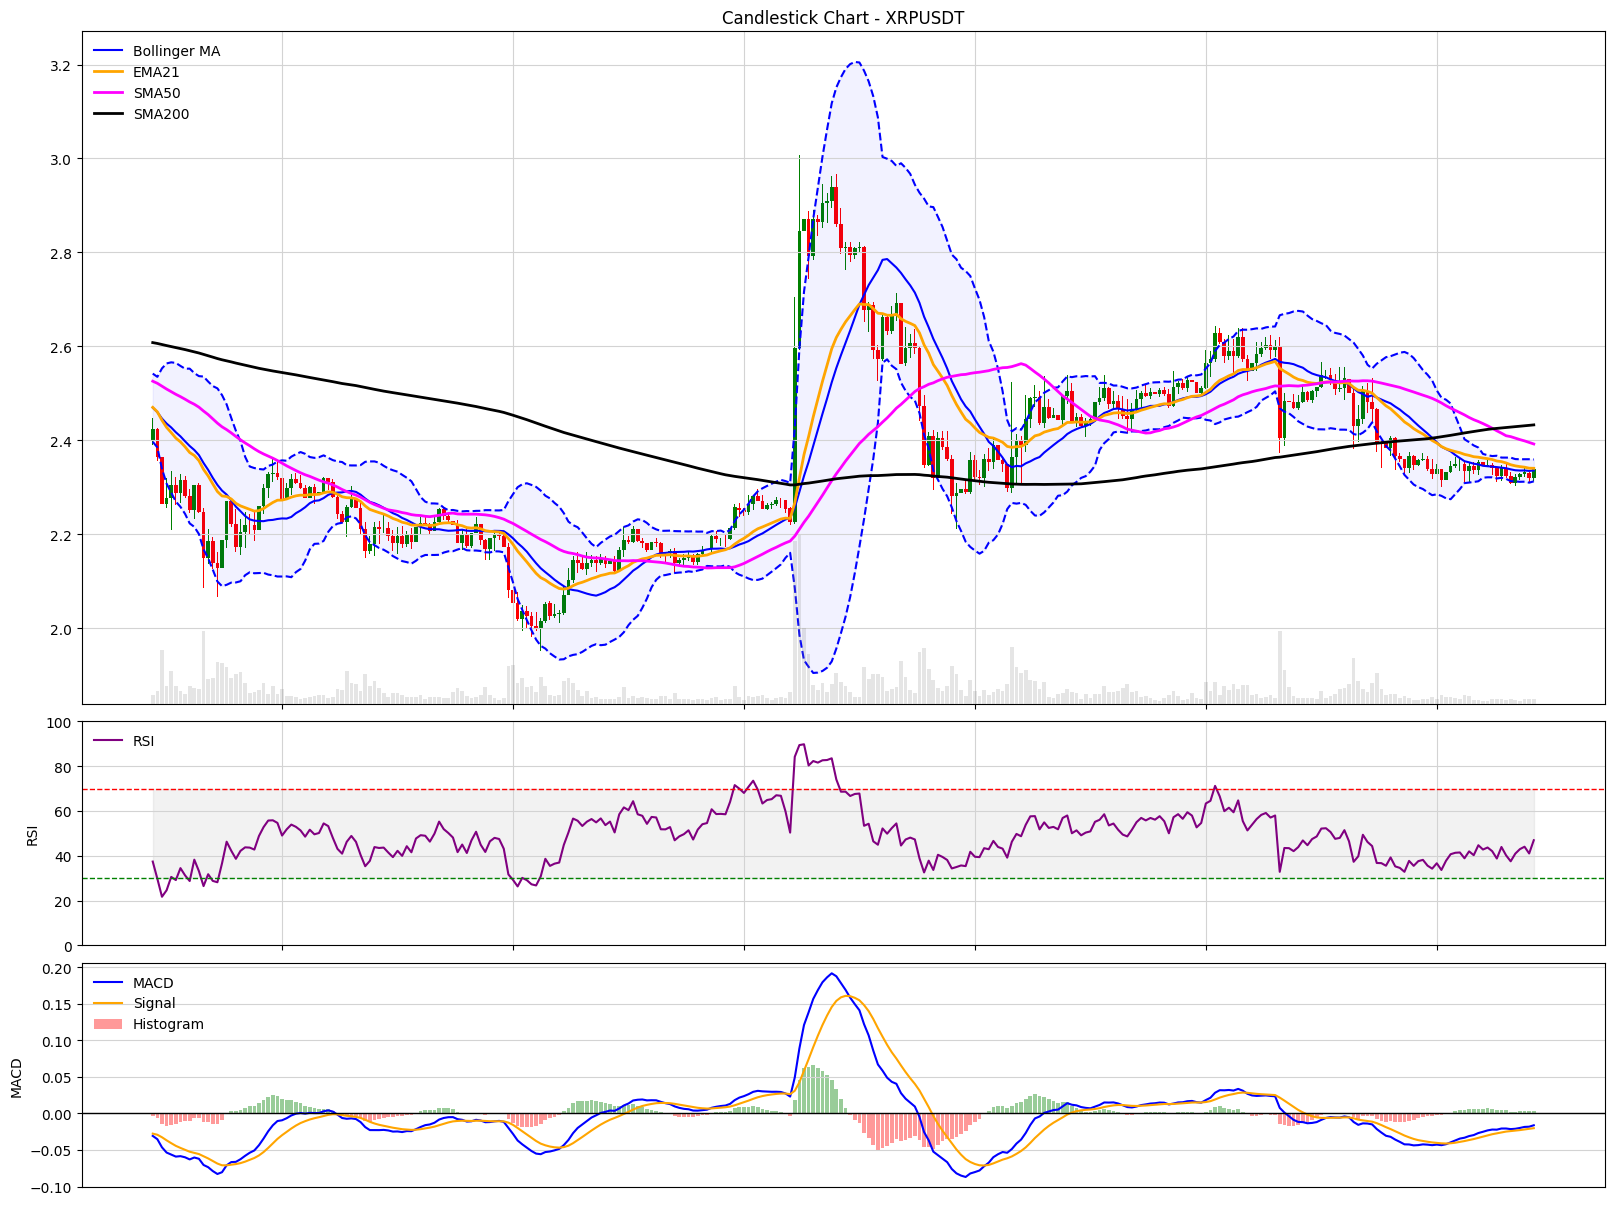 Candlestick Chart - XRPUSDT
Bollinger MA
EMA21
SMA50
SMA200
3.2
3.0
2.8
2.6
2.4
2.2
2.0
RSI
RSI
100
80
60
40
20
0
MACD
Signal
Histogram
MACD
0.20
0.15
0.10
0.05
0.00
−0.05
−0.10